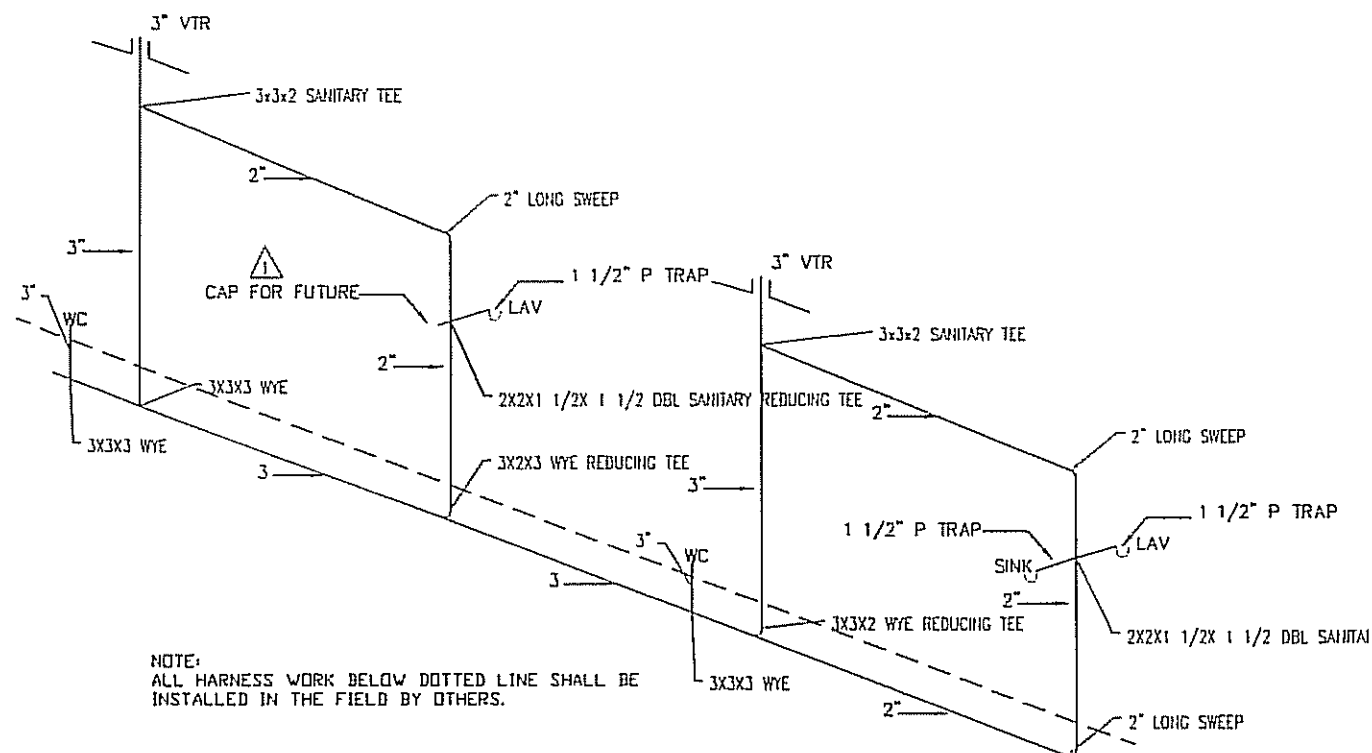 3" VTR
3x3x2 SANITARY TEE
2"
2" LONG SWEEP
3"
1
CAP FOR FUTURE
1 1/2" P TRAP
LAV
3" VTR
3"
WC
3x3x2 SANITARY TEE
2"
3X3X3 WYE
2X2X1 1/2X 1 1/2 DBL SANITARY REDUCING TEE
2"
3X3X3 WYE
2" LONG SWEEP
3X2X3 WYE REDUCING TEE
3
3"
1 1/2" P TRAP
1 1/2" P TRAP
LAV
SINK
3"
WC
3
2"
3X3X2 WYE REDUCING TEE
2X2X1 1/2X 1 1/2 DBL SANITA
3X3X3 WYE
2"
2" LONG SWEEP
NOTE:
ALL HARNESS WORK BELOW DOTTED LINE SHALL BE
INSTALLED IN THE FIELD BY OTHERS.